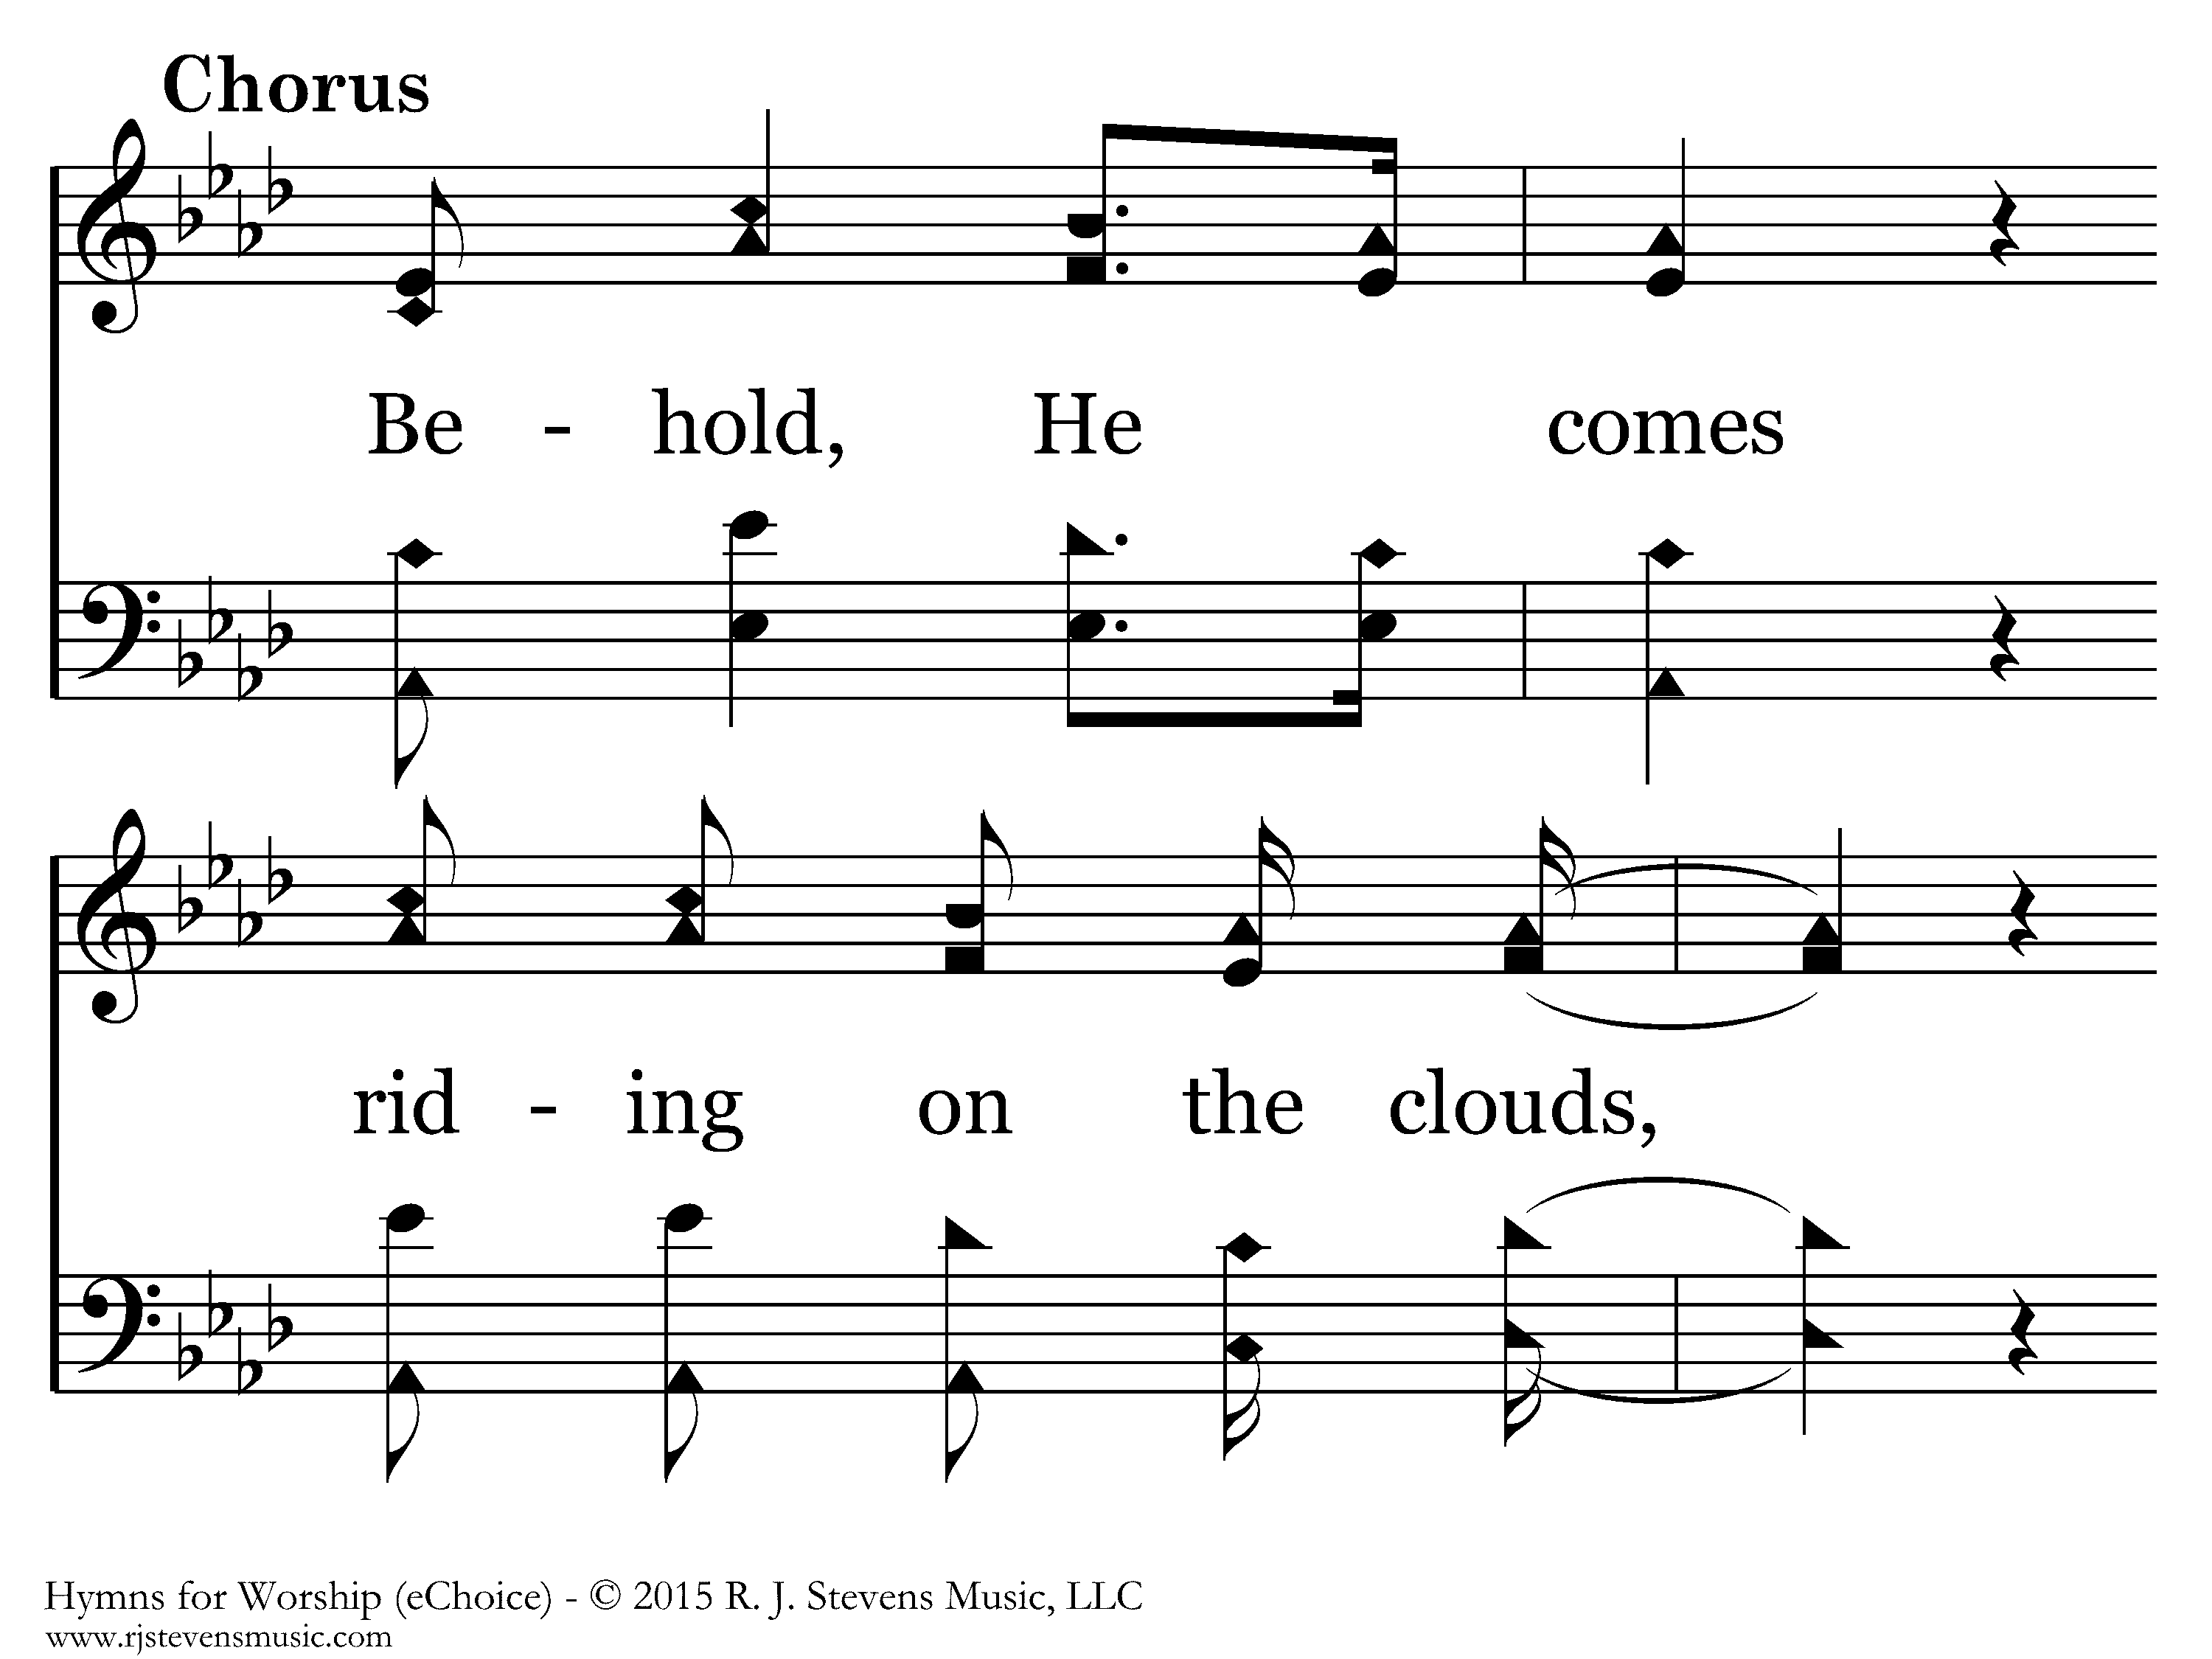 Chorus
Be - hold, He comes
rid - ing on the clouds,
Hymns for Worship (eChoice) - © 2015 R. J. Stevens Music, LLC
www.rjstevensmusic.com